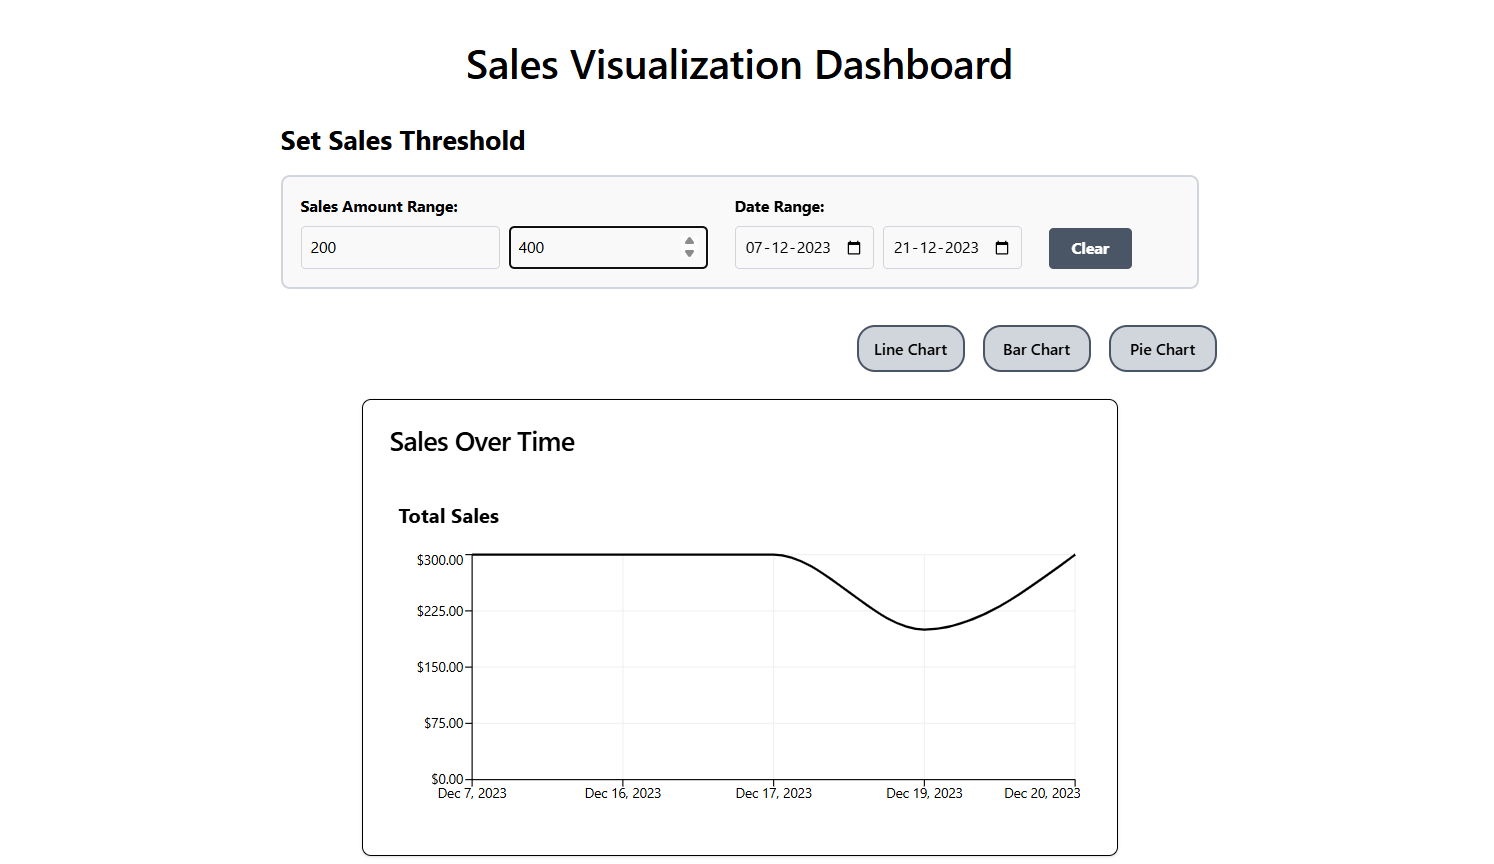 Sales Visualization Dashboard
Set Sales Threshold
Sales Amount Range:
Date Range:
200
400
07-12-2023
21-12-2023
Clear
Line Chart
Bar Chart
Pie Chart
Sales Over Time
Total Sales
$300.00
$225.00
$150.00
$75.00
$0.00
Dec 7, 2023
Dec 16, 2023
Dec 17, 2023
Dec 19, 2023
Dec 20, 2023